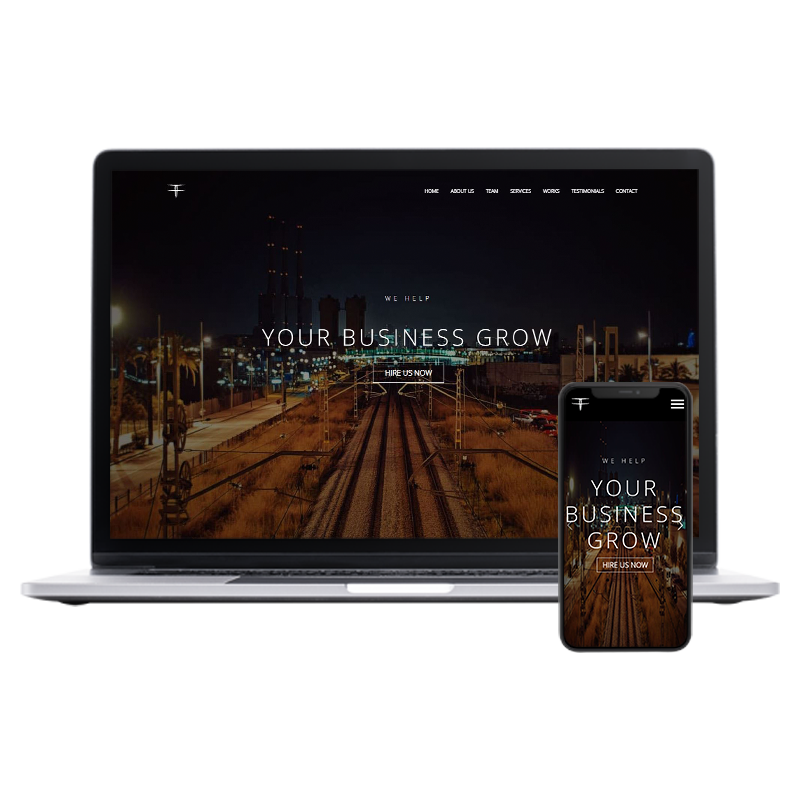 HOME ABOUT US TEAM SERVICES WORKS TESTIMONIALS CONTACT
WE HELP
YOUR BUSINESS GROW
HIRE US NOW
WE HELP
YOUR
BUSINESS
GROW
HIRE US NOW